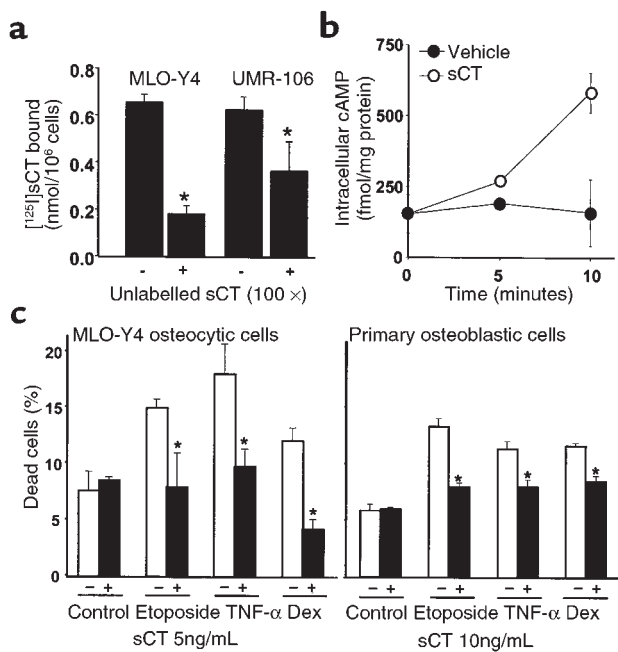 a
0.8
MLO-Y4 UMR-106
0.6
0.4
0.2
0.0
[125I]sCT bound
(nmol/10⁶ cells)
*
*
- + - +
Unlabelled sCT (100 ×)
b
750
Vehicle
sCT
500
250
0
Intracellular cAMP
(fmol/mg protein)
0 5 10
Time (minutes)
c
MLO-Y4 osteocytic cells
20
15
10
5
0
Dead cells (%)
*
*
*
− + − + − + − +
Control Etoposide TNF-α Dex
sCT 5ng/mL
Primary osteoblastic cells
*
*
*
− + − + − + − +
Control Etoposide TNF-α Dex
sCT 10ng/mL